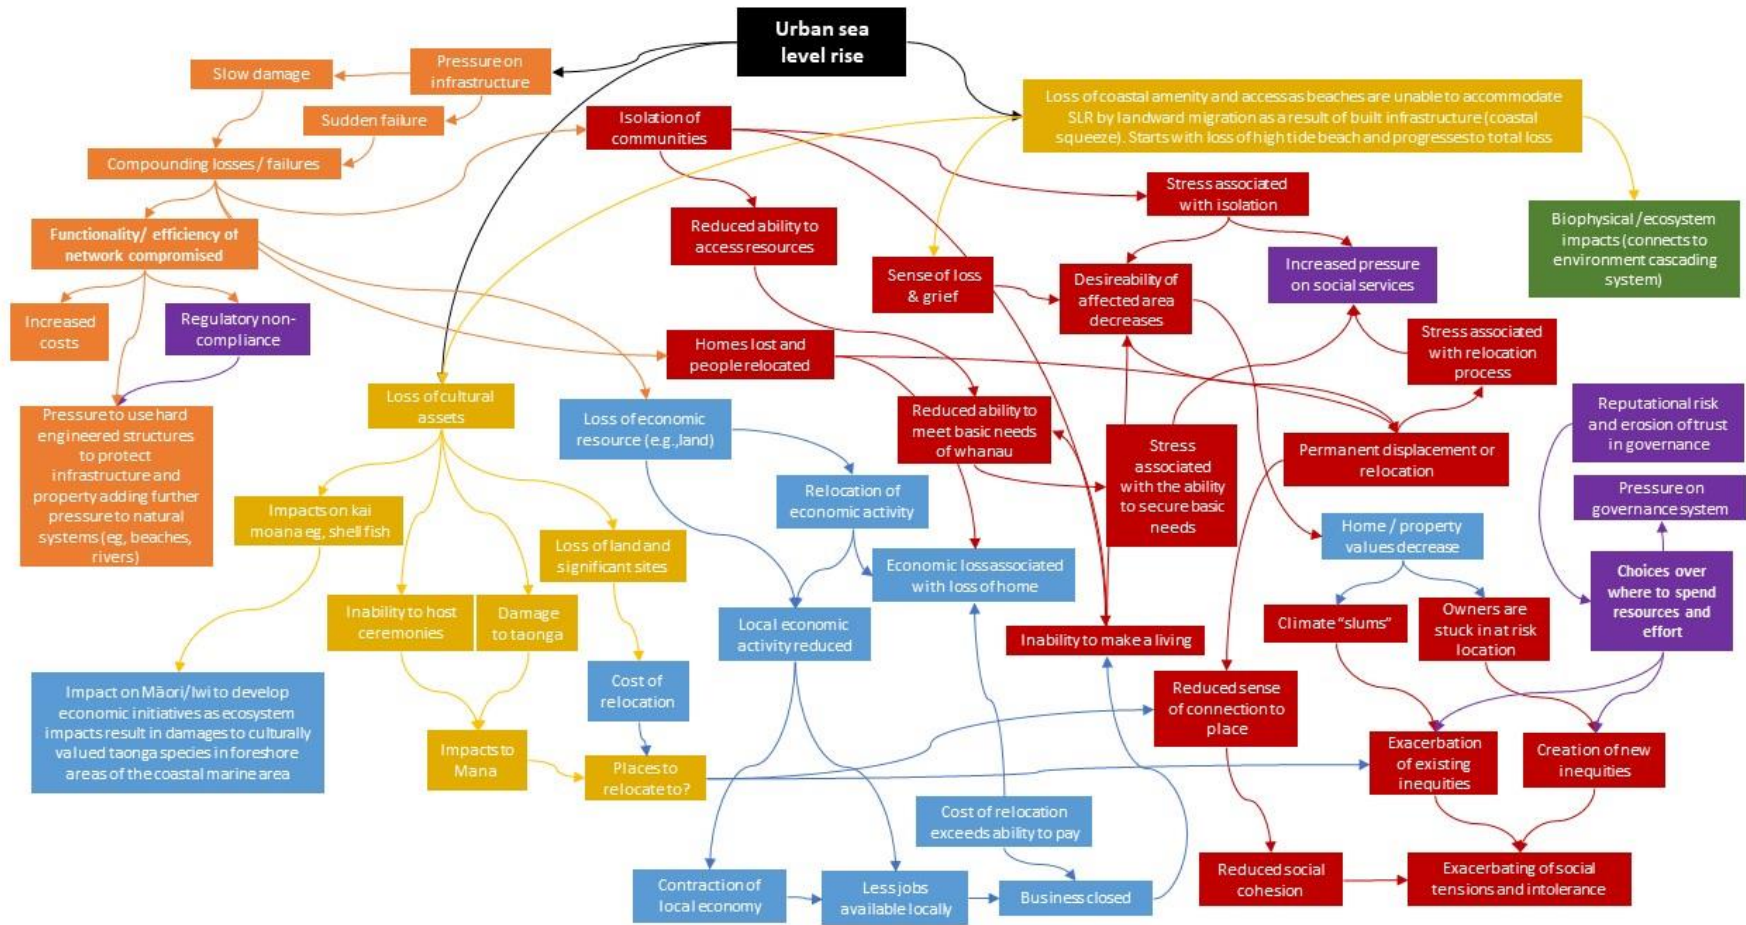 Urban sea
level rise
Slow damage
Pressure on
infrastructure
Sudden failure
Compounding losses / failures
Isolation of
communities
Loss of coastal amenity and access as beaches are unable to accommodate
SLR by landward migration as a result of built infrastructure (coastal
squeeze). Starts with loss of high tide beach and progresses to total loss
Stress associated
with isolation
Functionality/ efficiency of
network compromised
Reduced ability to
access resources
Biophysical /ecosystem
impacts (connects to
environment cascading
system)
Sense of loss
& grief
Desireability of
affected area
decreases
Increased pressure
on social services
Increased
costs
Regulatory non-
compliance
Homes lost and
people relocated
Stress associated
with relocation
process
Loss of cultural
assets
Pressure to use hard
engineered structures
to protect
infrastructure and
property adding further
pressure to natural
systems (eg, beaches,
rivers)
Loss of economic
resource (e.g.,land)
Reduced ability to
meet basic needs
of whanau
Stress
associated
with the ability
to secure basic
needs
Permanent displacement or
relocation
Reputational risk
and erosion of trust
in governance
Impacts on kai
moana eg, shell fish
Relocation of
economic activity
Pressure on
governance system
Loss of land and
significant sites
Home / property
values decrease
Economic loss associated
with loss of home
Choices over
where to spend
resources and
effort
Inability to host
ceremonies
Damage
to taonga
Local economic
activity reduced
Inability to make a living
Climate “slums”
Owners are
stuck in at risk
location
Impact on Māori/Iwi to develop
economic initiatives as ecosystem
impacts result in damages to culturally
valued taonga species in foreshore
areas of the coastal marine area
Cost of
relocation
Reduced sense
of connection to
place
Impacts to
Mana
Places to
relocate to?
Exacerbation
of existing
inequities
Creation of new
inequities
Cost of relocation
exceeds ability to pay
Contraction of
local economy
Less jobs
available locally
Business closed
Reduced social
cohesion
Exacerbating of social
tensions and intolerance